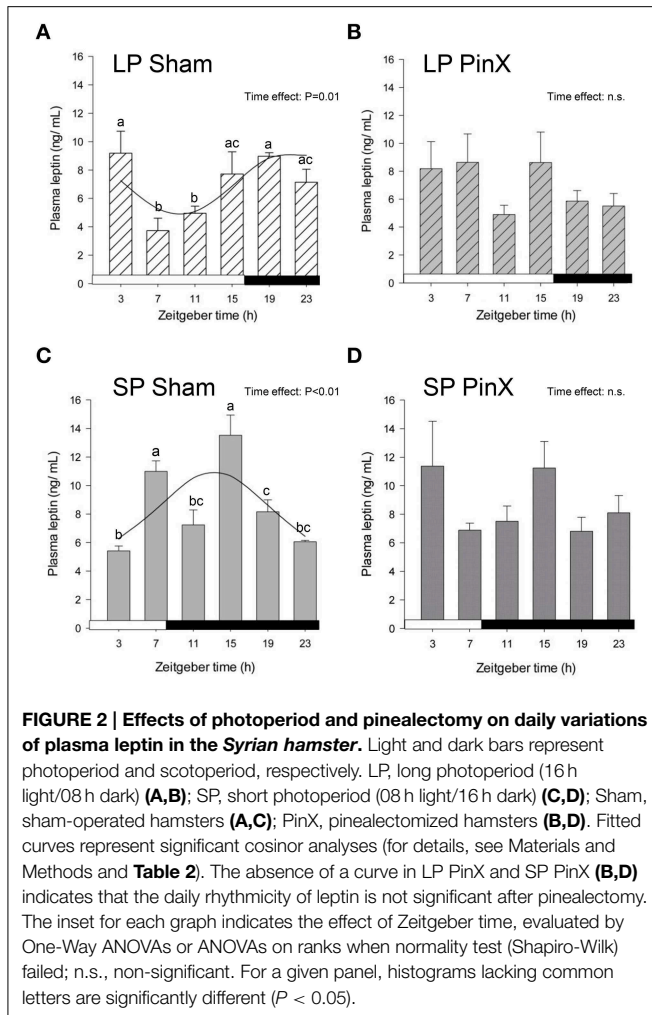 A
LP Sham
Time effect: P=0.01
Plasma leptin (ng/ mL)
16
14
12
10
8
6
4
2
0
a
b
b
ac
a
ac
3 7 11 15 19 23
Zeitgeber time (h)
B
LP PinX
Time effect: n.s.
Plasma leptin (ng/mL)
16
14
12
10
8
6
4
2
0
3 7 11 15 19 23
Zeitgeber time (h)
C
SP Sham
Time effect: P<0.01
Plasma leptin (ng/mL)
16
14
12
10
8
6
4
2
0
b
a
bc
a
c
bc
3 7 11 15 19 23
Zeitgeber time (h)
D
SP PinX
Time effect: n.s.
Plasma leptin (ng/mL)
16
14
12
10
8
6
4
2
0
3 7 11 15 19 23
Zeitgeber time (h)
FIGURE 2 | Effects of photoperiod and pinealectomy on daily variations
of plasma leptin in the Syrian hamster. Light and dark bars represent
photoperiod and scotoperiod, respectively. LP, long photoperiod (16 h
light/08 h dark) (A,B); SP, short photoperiod (08 h light/16 h dark) (C,D); Sham,
sham-operated hamsters (A,C); PinX, pinealectomized hamsters (B,D). Fitted
curves represent significant cosinor analyses (for details, see Materials and
Methods and Table 2). The absence of a curve in LP PinX and SP PinX (B,D)
indicates that the daily rhythmicity of leptin is not significant after pinealectomy.
The inset for each graph indicates the effect of Zeitgeber time, evaluated by
One-Way ANOVAs or ANOVAs on ranks when normality test (Shapiro-Wilk)
failed; n.s., non-significant. For a given panel, histograms lacking common
letters are significantly different (P < 0.05).